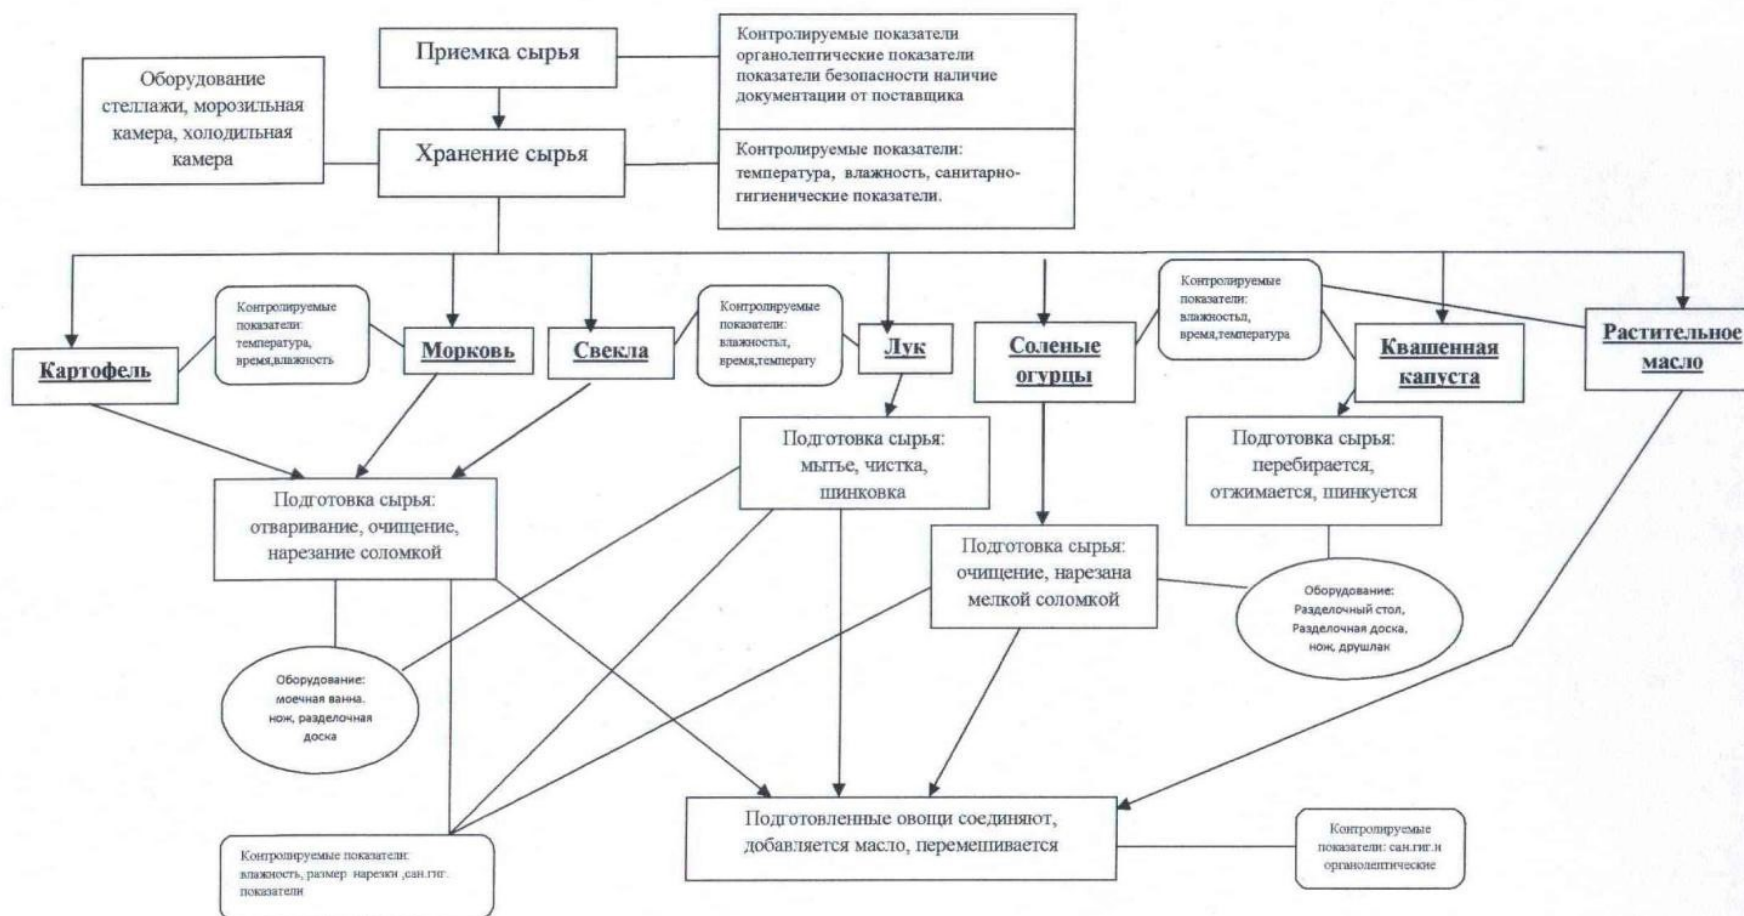 Приемка сырья
Контролируемые показатели
органолептические показатели
показатели безопасности наличие
документации от поставщика
Оборудование
стеллажи, морозильная
камера, холодильная
камера
Хранение сырья
Контролируемые показатели:
температура, влажность, санитарно-
гигиенические показатели.
Картофель
Контролируемые
показатели:
температура,
время,влажность
Морковь
Свекла
Контролируемые
показатели:
влажностьл,
время,температу
Лук
Соленые
огурцы
Контролируемые
показатели:
влажностьл,
время,температура
Квашенная
капуста
Растительное
масло
Подготовка сырья:
отваривание, очищение,
нарезание соломкой
Подготовка сырья:
мытье, чистка,
шинковка
Подготовка сырья:
очищение, нарезана
мелкой соломкой
Подготовка сырья:
перебирается,
отжимается, шинкуется
Оборудование:
моечная ванна.
нож, разделочная
доска
Оборудование:
Разделочный стол,
Разделочная доска,
нож, друшлак
Контролируемые показатели:
влажность, размер нарезки ,сан.гиг.
показатели
Подготовленные овощи соединяют,
добавляется масло, перемешивается
Контролируемые
показатели: сан.гиг.и
органолептические